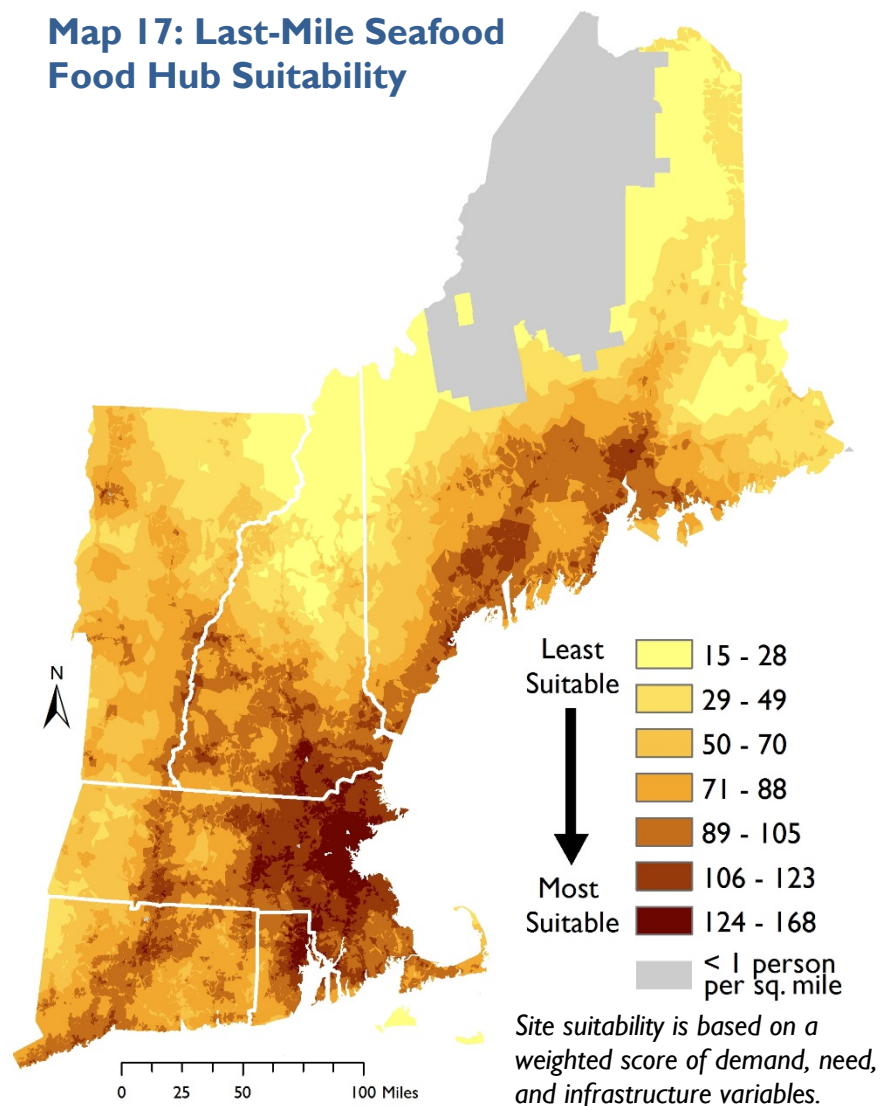 Map 17: Last-Mile Seafood
Food Hub Suitability
N
Least
Suitable
Most
Suitable
15 - 28
29 - 49
50 - 70
71 - 88
89 - 105
106 - 123
124 - 168
< 1 person
per sq. mile
Site suitability is based on a
weighted score of demand, need,
and infrastructure variables.
0 25 50 100 Miles